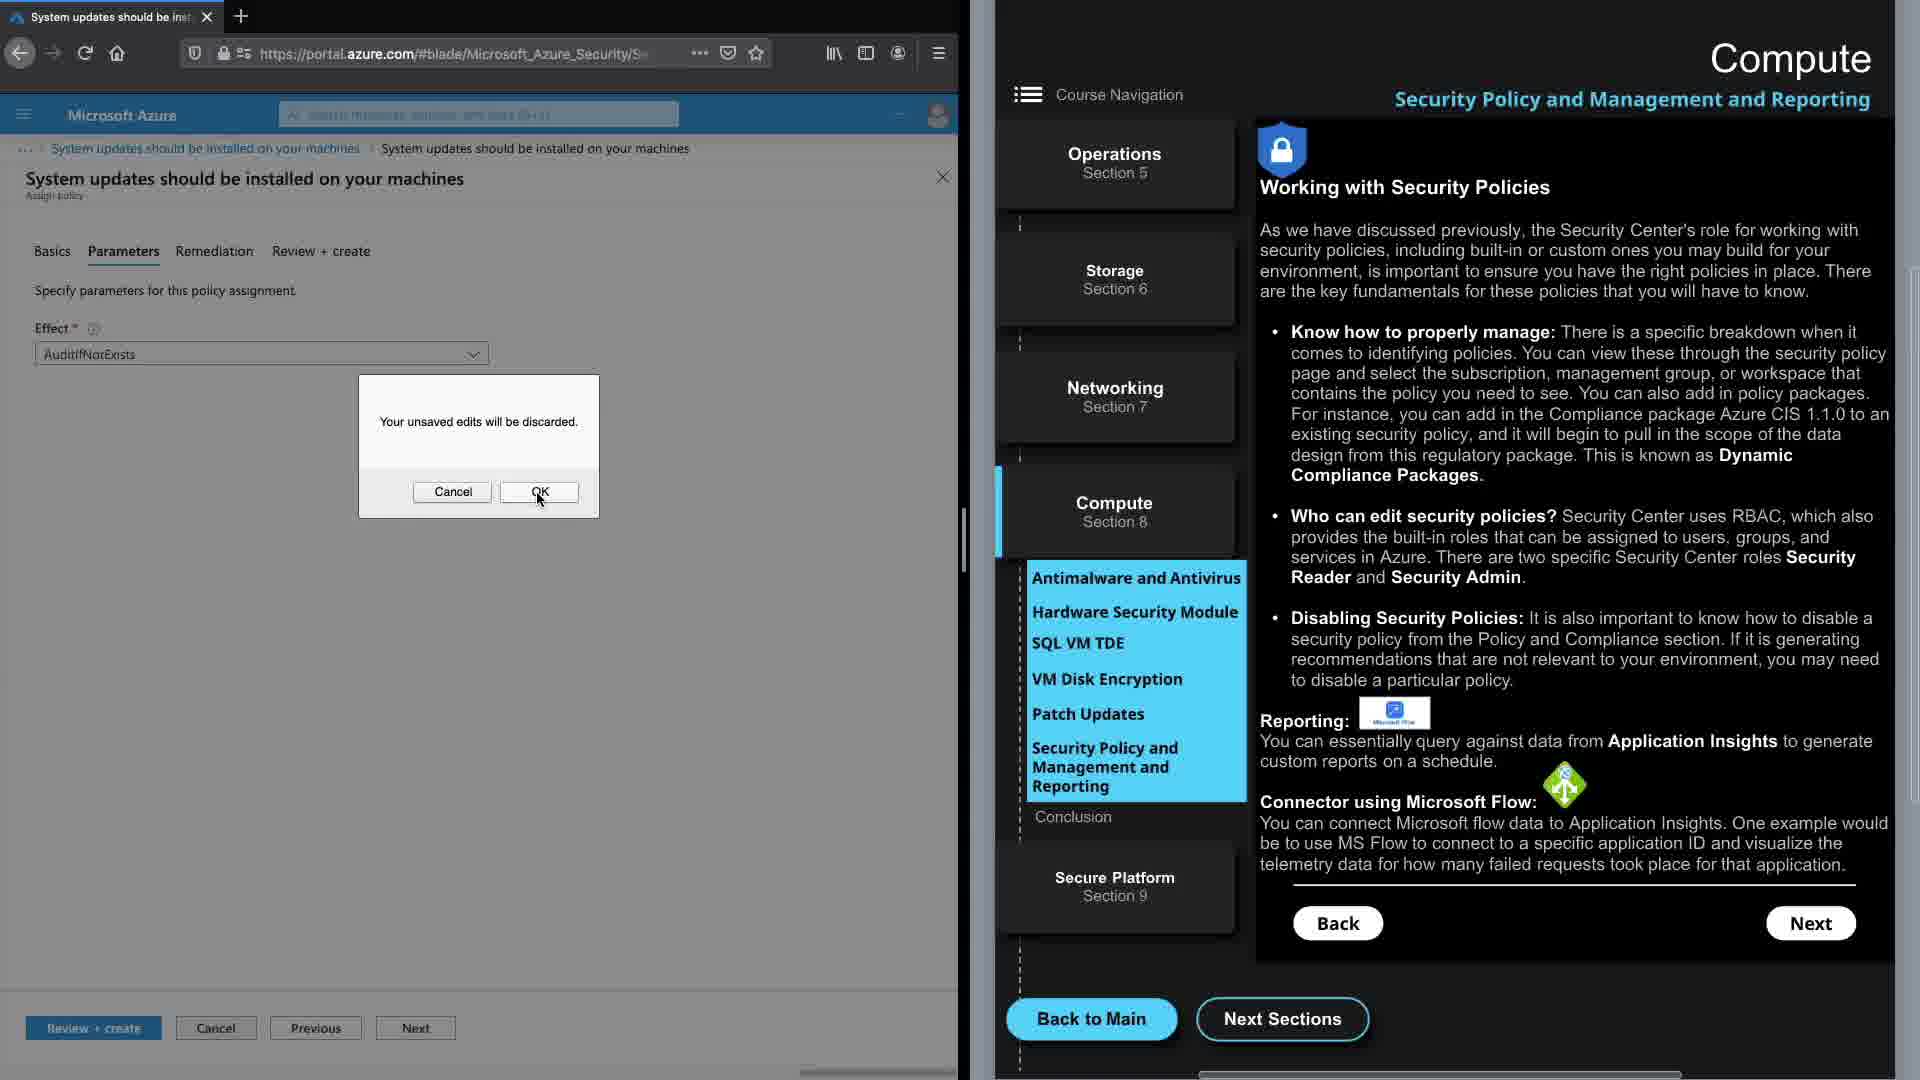 System updates should be inst
https://portal.azure.com/#blade/Microsoft_Azure_Security/S
Microsoft Azure
System updates should be installed on your machines
System updates should be installed on your machines
System updates should be installed on your machines
Assign policy
Basics
Parameters
Remediation
Review + create
Specify parameters for this policy assignment.
Effect *
AuditIfNotExists
Your unsaved edits will be discarded.
Cancel
OK
Review + create
Cancel
Previous
Next
Compute
Security Policy and Management and Reporting
Course Navigation
Operations
Section 5
Storage
Section 6
Networking
Section 7
Compute
Section 8
Antimalware and Antivirus
Hardware Security Module
SQL VM TDE
VM Disk Encryption
Patch Updates
Security Policy and
Management and
Reporting
Conclusion
Secure Platform
Section 9
Working with Security Policies
As we have discussed previously, the Security Center's role for working with
security policies, including built-in or custom ones you may build for your
environment, is important to ensure you have the right policies in place. There
are the key fundamentals for these policies that you will have to know.
• Know how to properly manage: There is a specific breakdown when it
comes to identifying policies. You can view these through the security policy
page and select the subscription, management group, or workspace that
contains the policy you need to see. You can also add in policy packages.
For instance, you can add in the Compliance package Azure CIS 1.1.0 to an
existing security policy, and it will begin to pull in the scope of the data
design from this regulatory package. This is known as Dynamic
Compliance Packages.
• Who can edit security policies? Security Center uses RBAC, which also
provides the built-in roles that can be assigned to users. groups, and
services in Azure. There are two specific Security Center roles Security
Reader and Security Admin.
• Disabling Security Policies: It is also important to know how to disable a
security policy from the Policy and Compliance section. If it is generating
recommendations that are not relevant to your environment, you may need
to disable a particular policy.
Reporting:
Microsoft Flow
You can essentially query against data from Application Insights to generate
custom reports on a schedule.
Connector using Microsoft Flow:
You can connect Microsoft flow data to Application Insights. One example would
be to use MS Flow to connect to a specific application ID and visualize the
telemetry data for how many failed requests took place for that application.
Back
Next
Back to Main
Next Sections